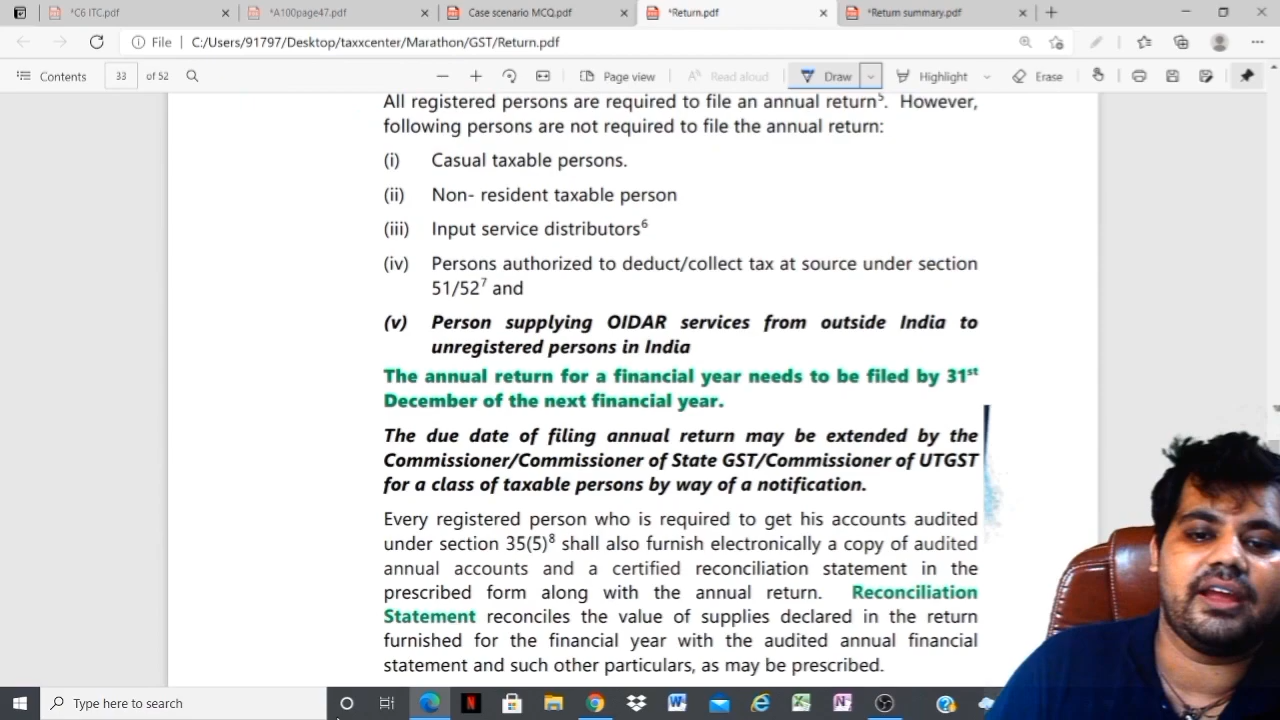 *C6 ITC.pdf
*A100page47.pdf
Case scenario MCQ.pdf
*Return.pdf
*Return summary.pdf
File
C:/Users/91797/Desktop/taxxcenter/Marathon/GST/Return.pdf
Contents
33 of 52
Page view
Read aloud
Draw
Highlight
Erase
All registered persons are required to file an annual return5. However,
following persons are not required to file the annual return:
(i) Casual taxable persons.
(ii) Non- resident taxable person
(iii) Input service distributors6
(iv) Persons authorized to deduct/collect tax at source under section
51/527 and
(v) Person supplying OIDAR services from outside India to
unregistered persons in India
The annual return for a financial year needs to be filed by 31st
December of the next financial year.
The due date of filing annual return may be extended by the
Commissioner/Commissioner of State GST/Commissioner of UTGST
for a class of taxable persons by way of a notification.
Every registered person who is required to get his accounts audited
under section 35(5)8 shall also furnish electronically a copy of audited
annual accounts and a certified reconciliation statement in the
prescribed form along with the annual return. Reconciliation
Statement reconciles the value of supplies declared in the return
furnished for the financial year with the audited annual financial
statement and such other particulars, as may be prescribed.
Type here to search